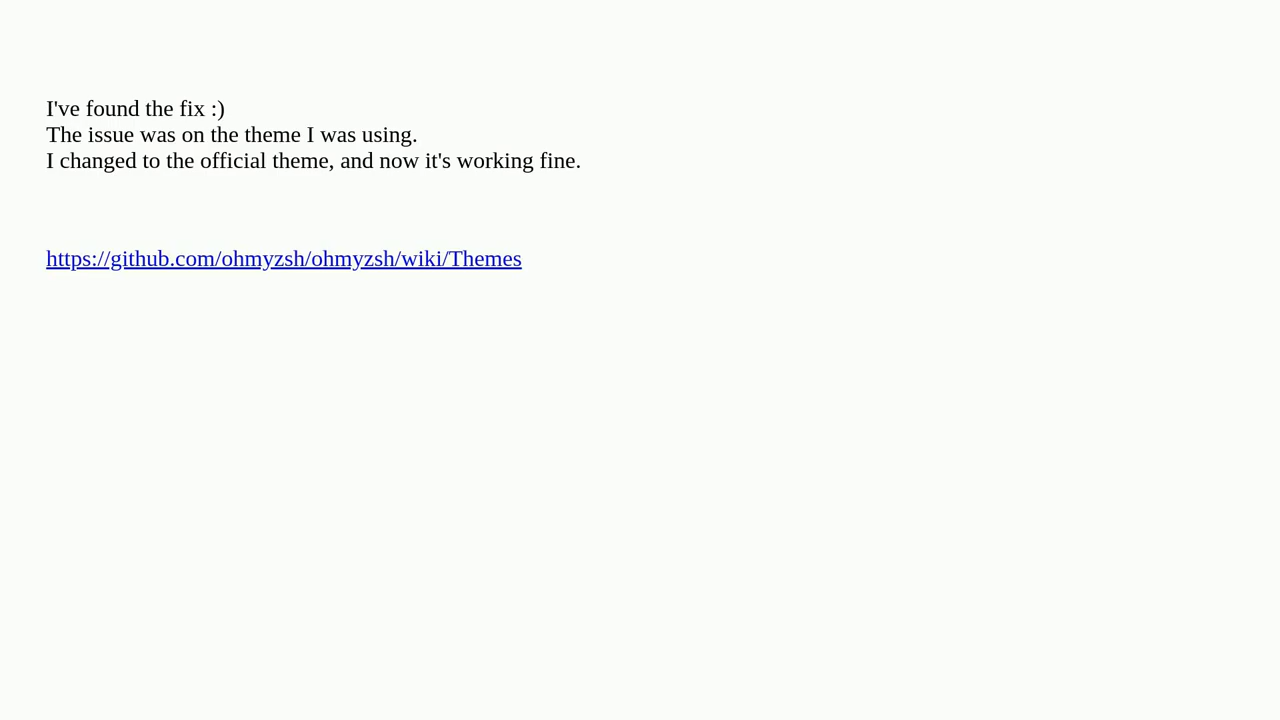 I've found the fix :)
The issue was on the theme I was using.
I changed to the official theme, and now it's working fine.
https://github.com/ohmyzsh/ohmyzsh/wiki/Themes